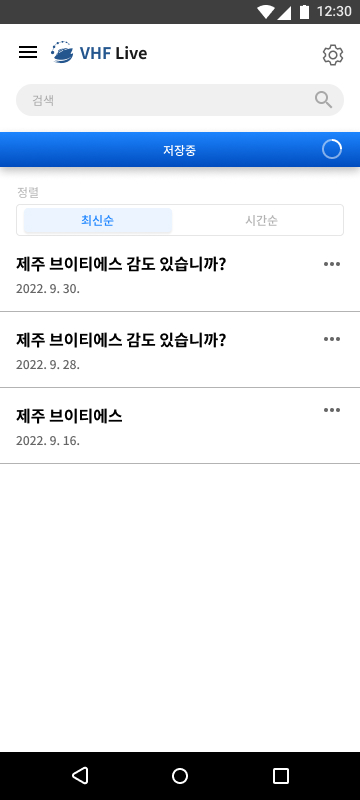 12:30
VHF Live
검색
저장중
정렬
최신순 시간순
제주 브이티에스 감도 있습니까?
2022. 9. 30.
제주 브이티에스 감도 있습니까?
2022. 9. 28.
제주 브이티에스
2022. 9. 16.